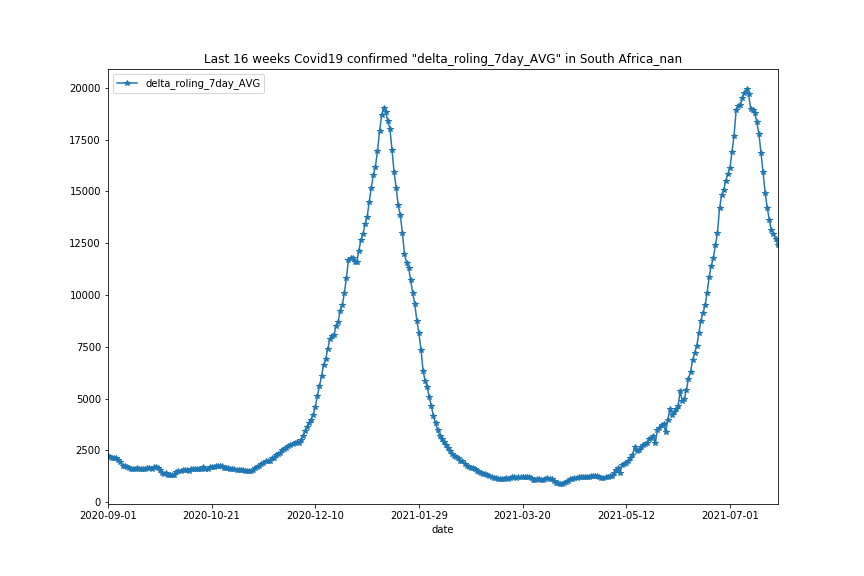 Last 16 weeks Covid19 confirmed "delta_roling_7day_AVG" in South Africa_nan
delta_roling_7day_AVG
20000
17500
15000
12500
10000
7500
5000
2500
0
2020-09-01 2020-10-21 2020-12-10 2021-01-29 2021-03-20 2021-05-12 2021-07-01
date